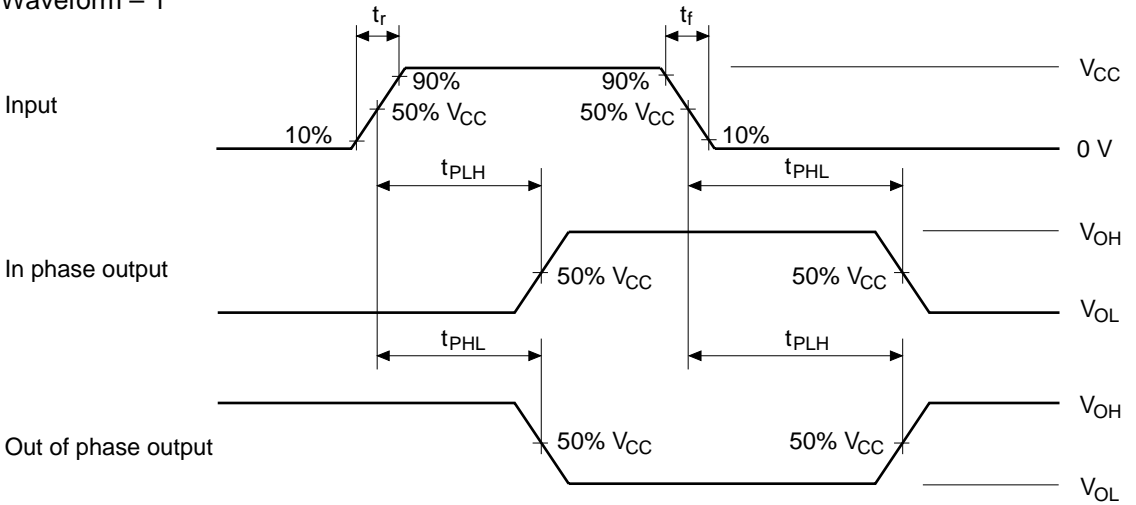 Waveform – 1
tr tf
90% 90% VCC
Input 50% VCC 50% VCC
10% 10% 0 V
tPLH tPHL
VOH
In phase output 50% VCC 50% VCC
VOL
tPHL tPLH
VOH
Out of phase output 50% VCC 50% VCC
VOL